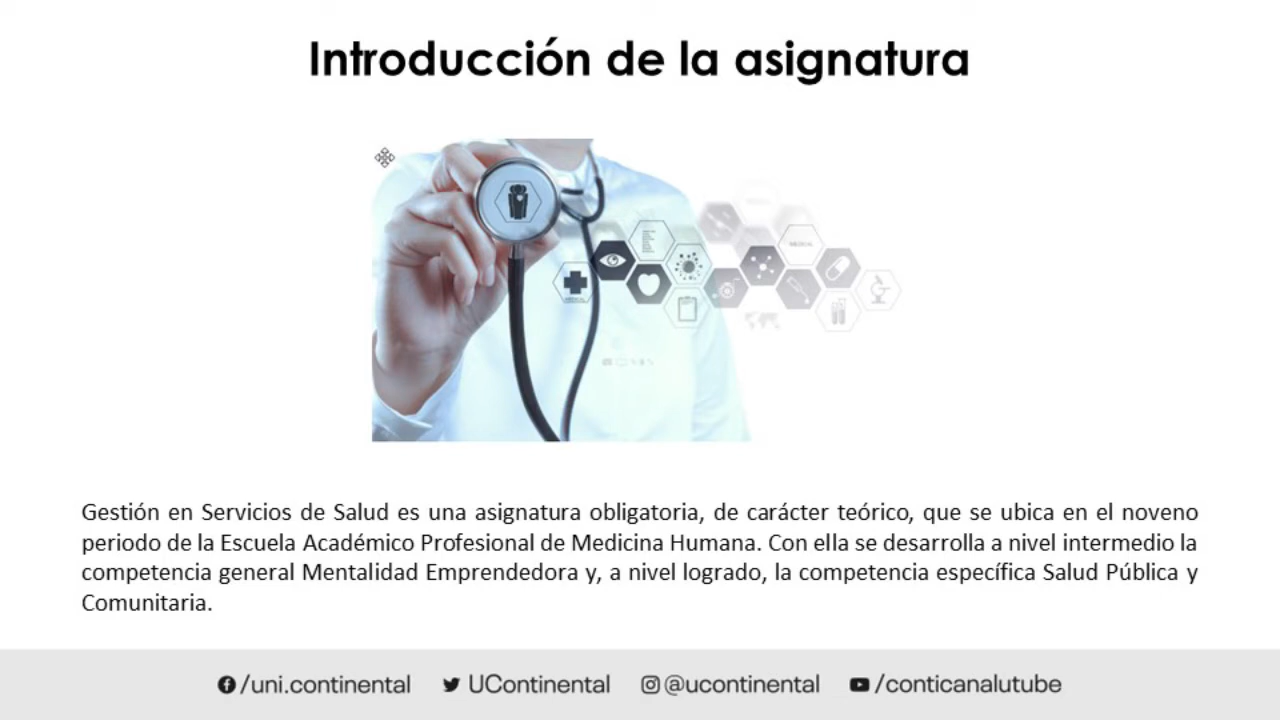 Introducción de la asignatura
MEDICAL
Gestión en Servicios de Salud es una asignatura obligatoria, de carácter teórico, que se ubica en el noveno
periodo de la Escuela Académico Profesional de Medicina Humana. Con ella se desarrolla a nivel intermedio la
competencia general Mentalidad Emprendedora y, a nivel logrado, la competencia específica Salud Pública y
Comunitaria.
/uni.continental UContinental @ucontinental /conticanalutube